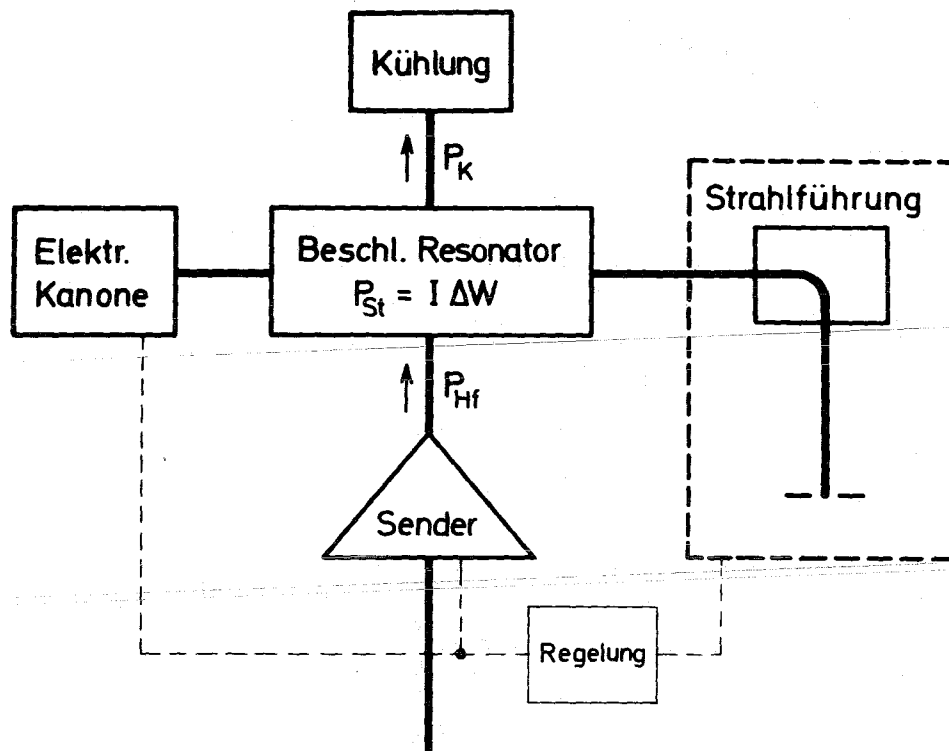 Kühlung
P_K
Strahlführung
Elektr.
Kanone
Beschl. Resonator
P_St = I ΔW
P_Hf
Sender
Regelung